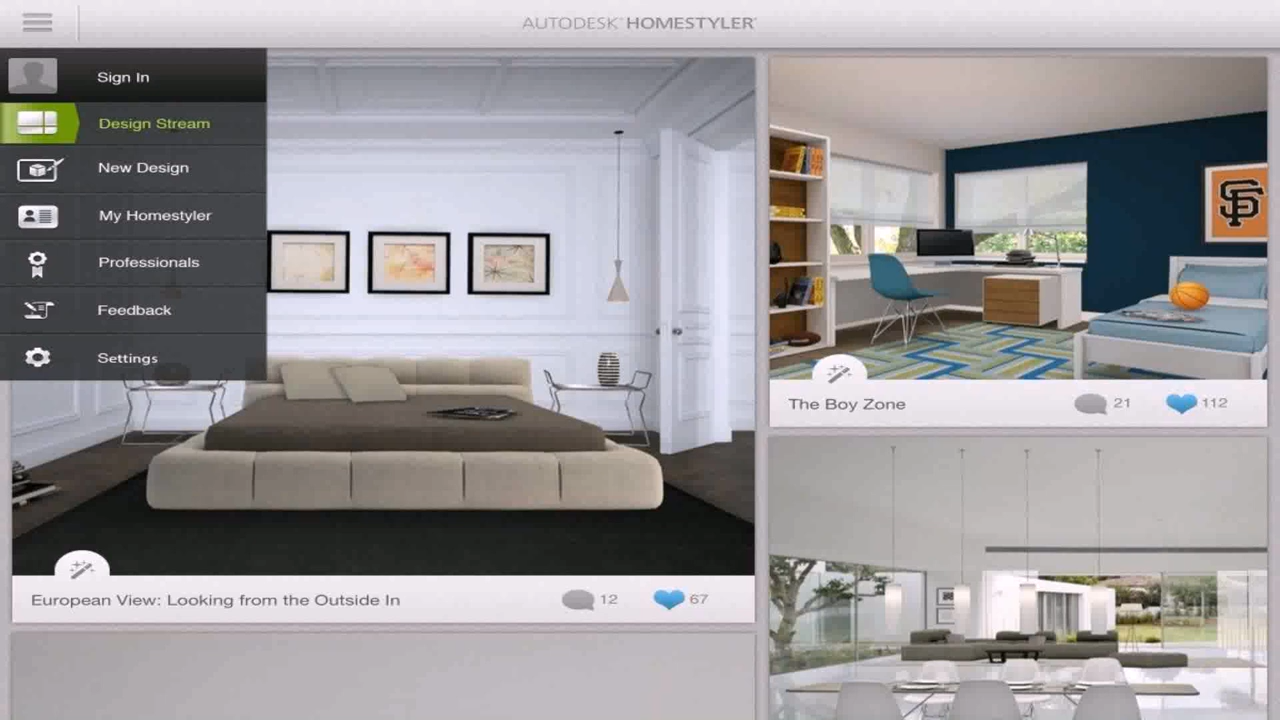 AUTODESK® HOMESTYLER®
Sign In
Design Stream
New Design
My Homestyler
Professionals
Feedback
Settings
SF
The Boy Zone 21 112
European View: Looking from the Outside In 12 67